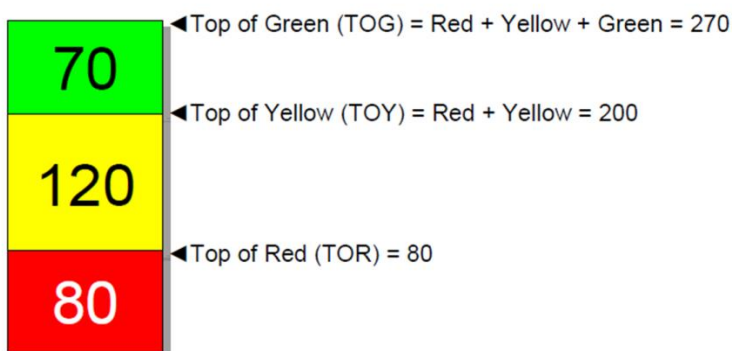 70
◄Top of Green (TOG) = Red + Yellow + Green = 270
◄Top of Yellow (TOY) = Red + Yellow = 200
120
◄Top of Red (TOR) = 80
80